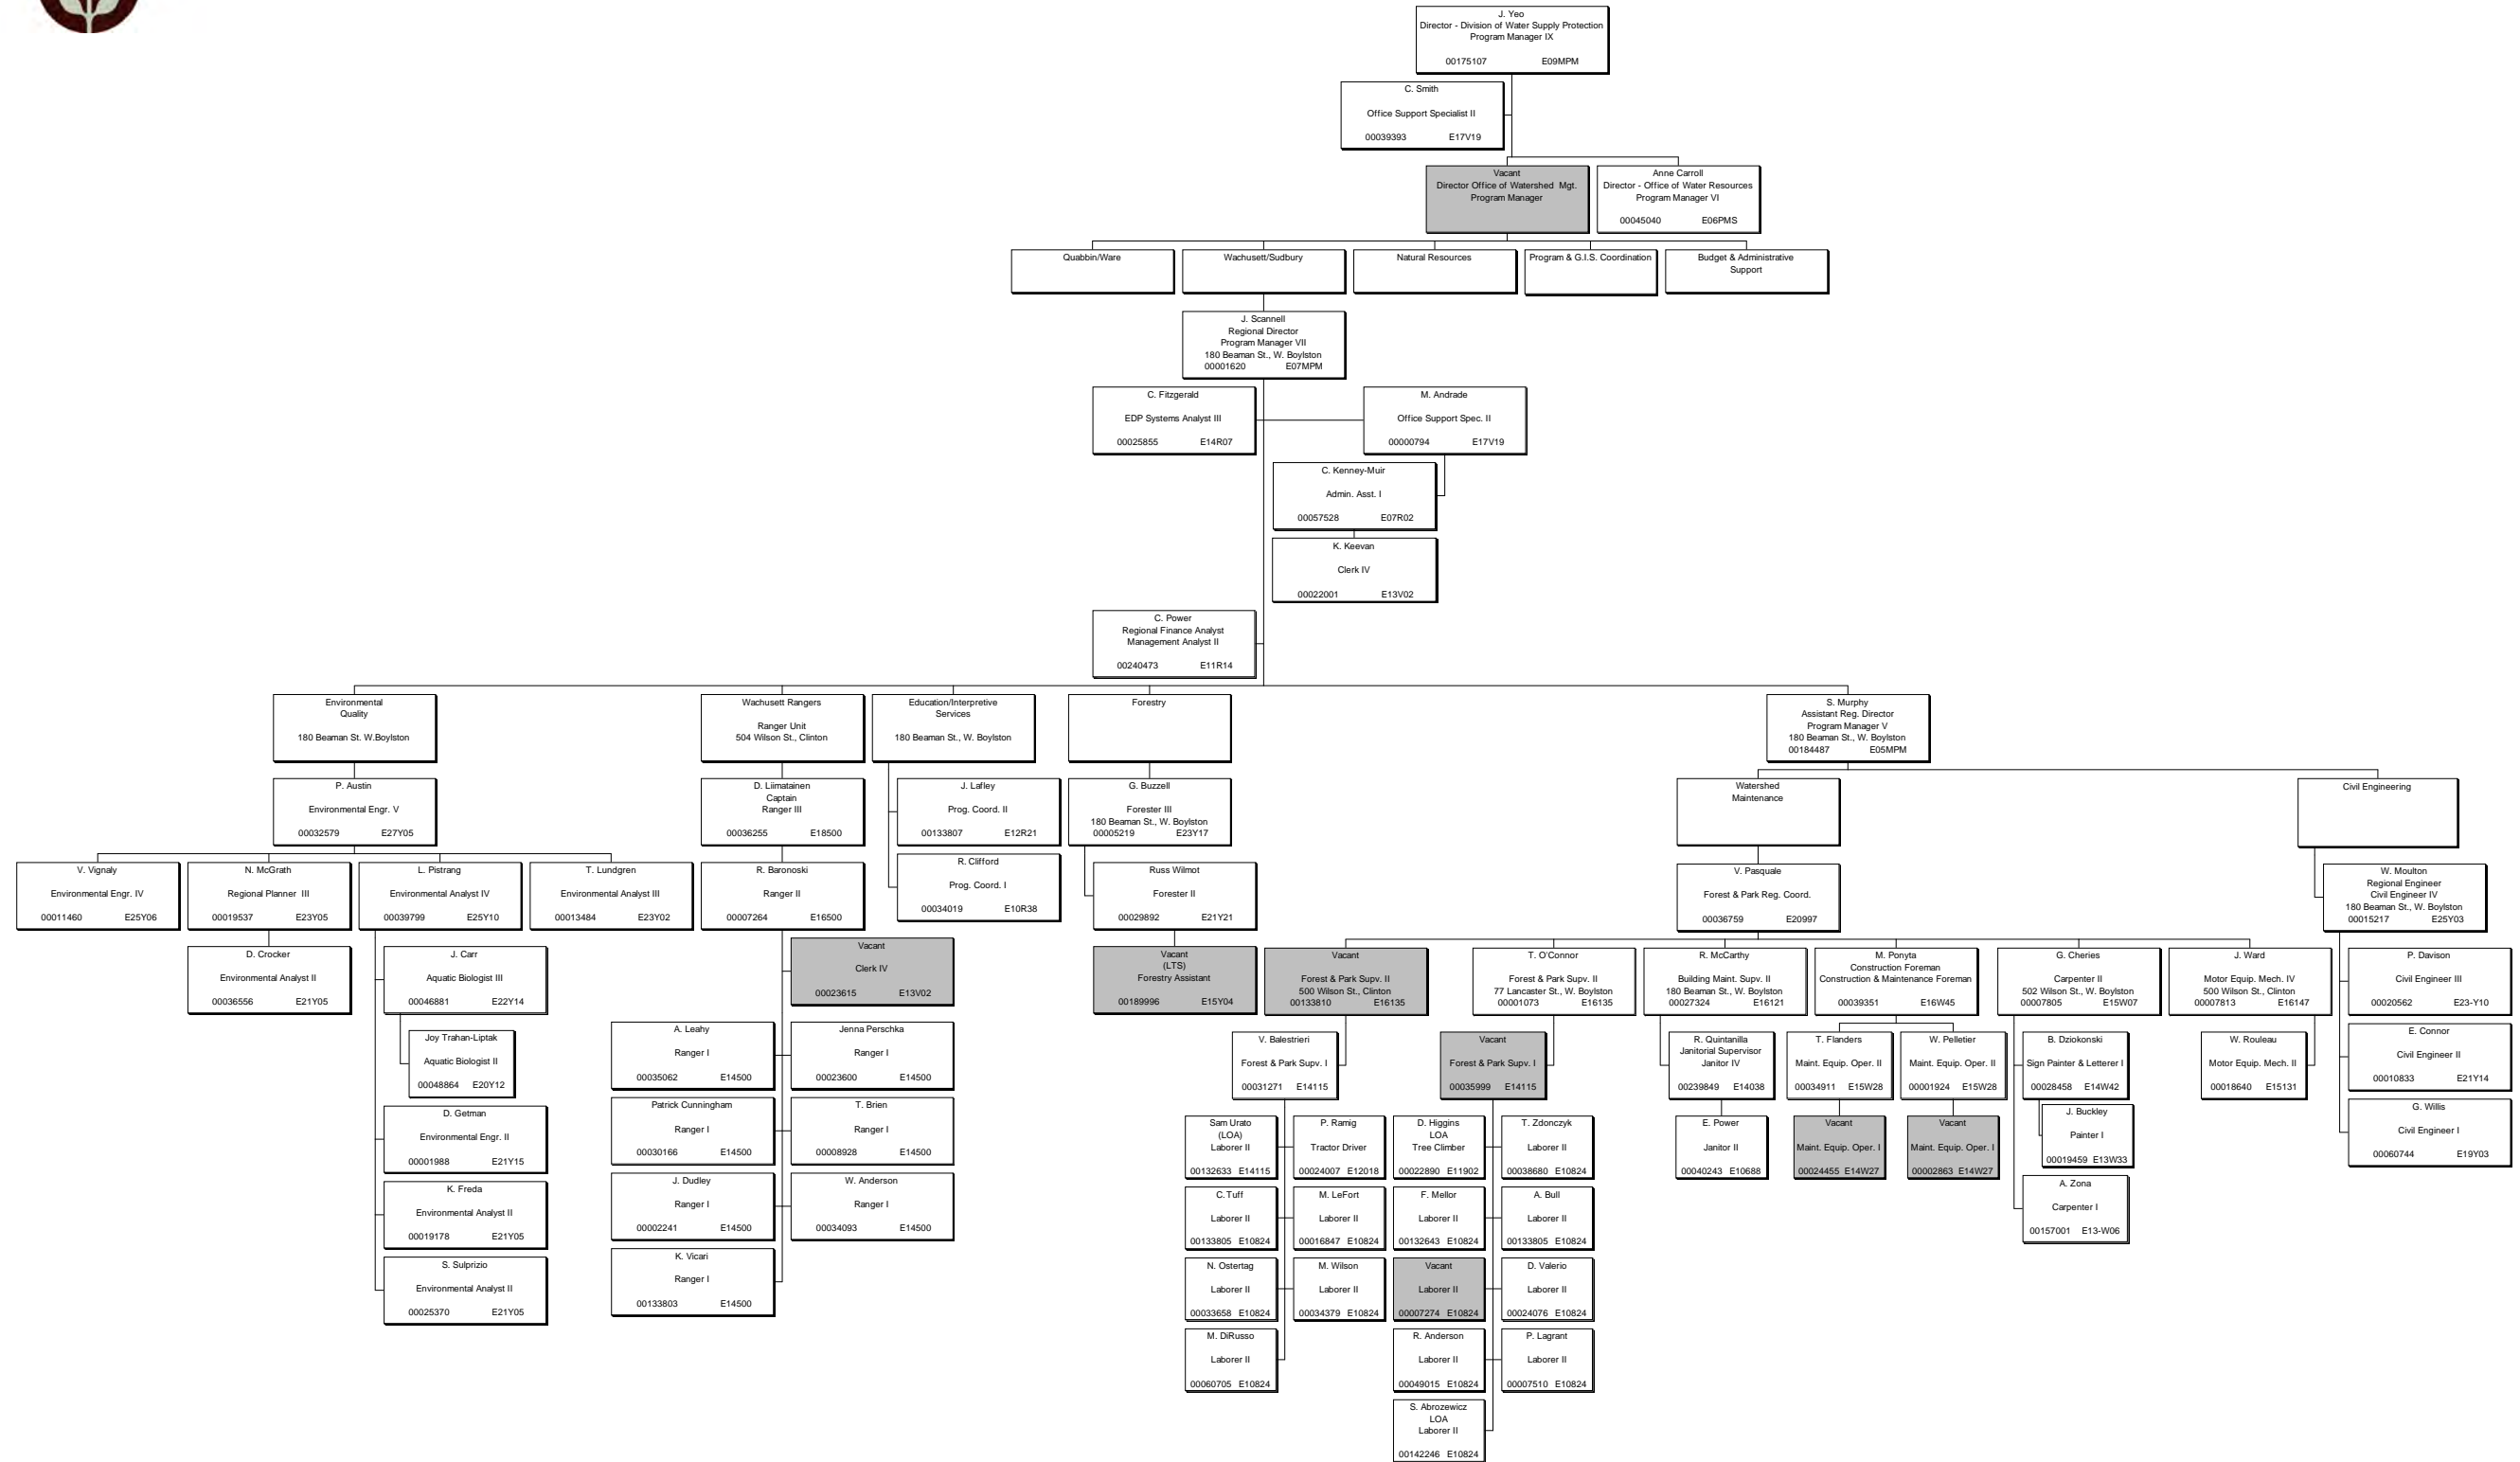 J. Yeo
Director - Division of Water Supply Protection
Program Manager IX
00175107 E09MPM
C. Smith
Office Support Specialist II
00039393 E17V19
Vacant
Director Office of Watershed Mgt.
Program Manager
Anne Carroll
Director - Office of Water Resources
Program Manager VI
00045040 E06PMS
Quabbin/Ware
Wachusett/Sudbury
Natural Resources
Program & G.I.S. Coordination
Budget & Administrative
Support
J. Scannell
Regional Director
Program Manager VII
180 Beaman St., W. Boylston
00001620 E07MPM
C. Fitzgerald
EDP Systems Analyst III
00025855 E14R07
M. Andrade
Office Support Spec. II
00000794 E17V19
C. Kenney-Muir
Admin. Asst. I
00057528 E07R02
K. Keevan
Clerk IV
00022001 E13V02
C. Power
Regional Finance Analyst
Management Analyst II
00240473 E11R14
Environmental
Quality
180 Beaman St. W.Boylston
Wachusett Rangers
Ranger Unit
504 Wilson St., Clinton
Education/Interpretive
Services
180 Beaman St., W. Boylston
Forestry
S. Murphy
Assistant Reg. Director
Program Manager V
180 Beaman St., W. Boylston
00184487 E05MPM
P. Austin
Environmental Engr. V
00032579 E27Y05
D. Liimatainen
Captain
Ranger III
00036255 E18500
J. Lafley
Prog. Coord. II
00133807 E12R21
G. Buzzell
Forester III
180 Beaman St., W. Boylston
00005219 E23Y17
Watershed
Maintenance
Civil Engineering
V. Vignaly
Environmental Engr. IV
00011460 E25Y06
N. McGrath
Regional Planner III
00019537 E23Y05
L. Pistrang
Environmental Analyst IV
00039799 E25Y10
T. Lundgren
Environmental Analyst III
00013484 E23Y02
R. Baronoski
Ranger II
00007264 E16500
R. Clifford
Prog. Coord. I
00034019 E10R38
Russ Wilmot
Forester II
00029892 E21Y21
V. Pasquale
Forest & Park Reg. Coord.
00036759 E20997
W. Moulton
Regional Engineer
Civil Engineer IV
180 Beaman St., W. Boylston
00015217 E25Y03
D. Crocker
Environmental Analyst II
00036556 E21Y05
J. Carr
Aquatic Biologist III
00046881 E22Y14
Vacant
Clerk IV
00023615 E13V02
Vacant
(LTS)
Forestry Assistant
00189996 E15Y04
Vacant
Forest & Park Supv. II
500 Wilson St., Clinton
00133810 E16135
T. O'Connor
Forest & Park Supv. II
77 Lancaster St., W. Boylston
00001073 E16135
R. McCarthy
Building Maint. Supv. II
180 Beaman St., W. Boylston
00027324 E16121
M. Ponyta
Construction Foreman
Construction & Maintenance Foreman
00039351 E16W45
G. Cheries
Carpenter II
502 Wilson St., W. Boylston
00007805 E15W07
J. Ward
Motor Equip. Mech. IV
500 Wilson St., Clinton
00007813 E16147
P. Davison
Civil Engineer III
00020562 E23-Y10
Joy Trahan-Liptak
Aquatic Biologist II
00048864 E20Y12
A. Leahy
Ranger I
00035062 E14500
Jenna Perschka
Ranger I
00023600 E14500
V. Balestrieri
Forest & Park Supv. I
00031271 E14115
Vacant
Forest & Park Supv. I
00035999 E14115
R. Quintanilla
Janitorial Supervisor
Janitor IV
00239849 E14038
T. Flanders
Maint. Equip. Oper. II
00034911 E15W28
W. Pelletier
Maint. Equip. Oper. II
00001924 E15W28
B. Dziokonski
Sign Painter & Letterer I
00028458 E14W42
W. Rouleau
Motor Equip. Mech. II
00018640 E15131
E. Connor
Civil Engineer II
00010833 E21Y14
D. Getman
Environmental Engr. II
00001988 E21Y15
Patrick Cunningham
Ranger I
00030166 E14500
T. Brien
Ranger I
00008928 E14500
Sam Urato
(LOA)
Laborer II
00132633 E14115
P. Ramig
Tractor Driver
00024007 E12018
D. Higgins
LOA
Tree Climber
00022890 E11902
T. Zdonczyk
Laborer II
00038680 E10824
E. Power
Janitor II
00040243 E10688
Vacant
Maint. Equip. Oper. I
00024455 E14W27
Vacant
Maint. Equip. Oper. I
00002863 E14W27
J. Buckley
Painter I
00019459 E13W33
G. Willis
Civil Engineer I
00060744 E19Y03
K. Freda
Environmental Analyst II
00019178 E21Y05
J. Dudley
Ranger I
00002241 E14500
W. Anderson
Ranger I
00034093 E14500
C. Tuff
Laborer II
00133805 E10824
M. LeFort
Laborer II
00016847 E10824
F. Mellor
Laborer II
00132643 E10824
A. Bull
Laborer II
00133805 E10824
A. Zona
Carpenter I
00157001 E13-W06
S. Sulprizio
Environmental Analyst II
00025370 E21Y05
K. Vicari
Ranger I
00133803 E14500
N. Ostertag
Laborer II
00033658 E10824
M. Wilson
Laborer II
00034379 E10824
Vacant
Laborer II
00007274 E10824
D. Valerio
Laborer II
00024076 E10824
M. DiRusso
Laborer II
00060705 E10824
R. Anderson
Laborer II
00049015 E10824
P. Lagrant
Laborer II
00007510 E10824
S. Abrozewicz
LOA
Laborer II
00142246 E10824